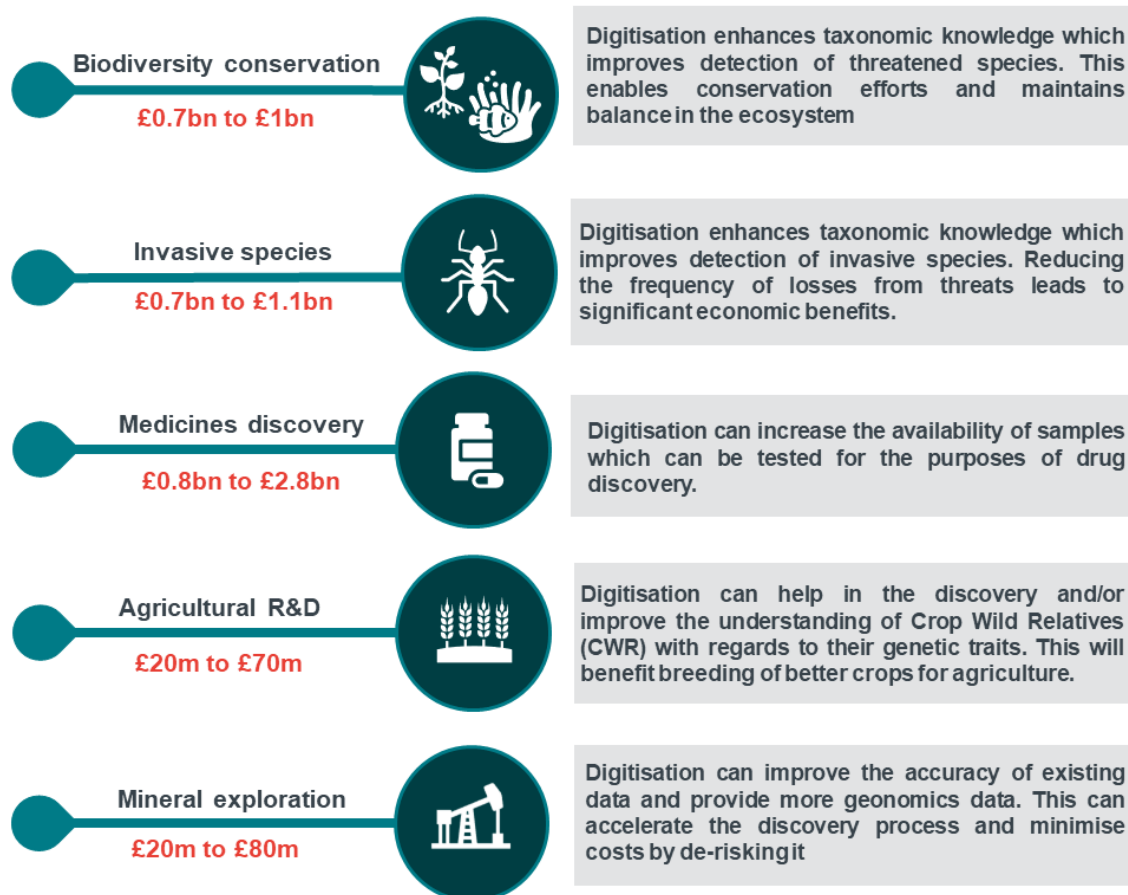 Biodiversity conservation
£0.7bn to £1bn
Digitisation enhances taxonomic knowledge which
improves detection of threatened species. This
enables conservation efforts and maintains
balance in the ecosystem
Invasive species
£0.7bn to £1.1bn
Digitisation enhances taxonomic knowledge which
improves detection of invasive species. Reducing
the frequency of losses from threats leads to
significant economic benefits.
Medicines discovery
£0.8bn to £2.8bn
Digitisation can increase the availability of samples
which can be tested for the purposes of drug
discovery.
Agricultural R&D
£20m to £70m
Digitisation can help in the discovery and/or
improve the understanding of Crop Wild Relatives
(CWR) with regards to their genetic traits. This will
benefit breeding of better crops for agriculture.
Mineral exploration
£20m to £80m
Digitisation can improve the accuracy of existing
data and provide more geonomics data. This can
accelerate the discovery process and minimise
costs by de-risking it